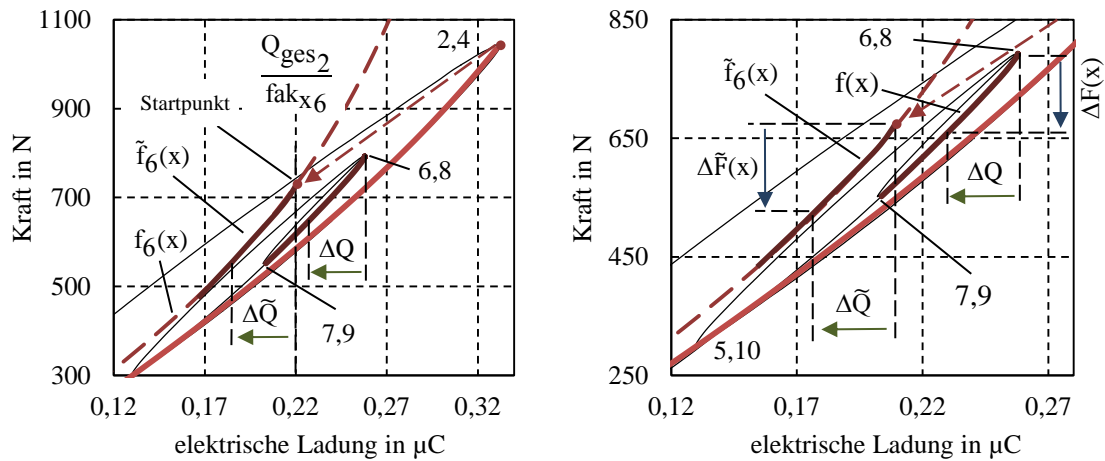 Kraft in N
1100
900
700
500
300
0,12
0,17
0,22
0,27
0,32
elektrische Ladung in µC
Q_ges_2
fak_x6
2,4
Startpunkt
f̃₆(x)
f₆(x)
6,8
ΔQ
ΔQ̃
7,9
Kraft in N
850
650
450
250
0,12
0,17
0,22
0,27
elektrische Ladung in µC
6,8
f̃₆(x)
f(x)
ΔF(x)
ΔF̃(x)
ΔQ
ΔQ̃
7,9
5,10